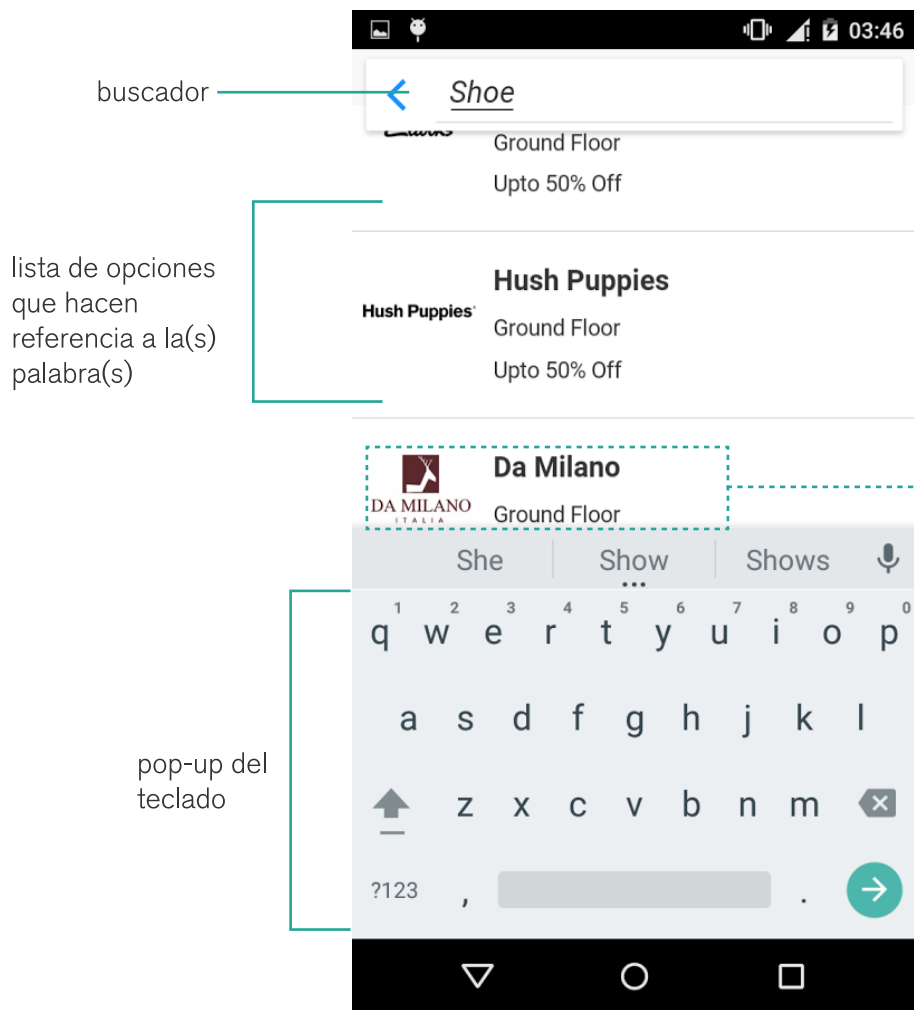 03:46
buscador
Shoe
Clarks
Ground Floor
Upto 50% Off
lista de opciones
que hacen
referencia a la(s)
palabra(s)
Hush Puppies
Hush Puppies
Ground Floor
Upto 50% Off
Da Milano
DA MILANO
ITALIA
Ground Floor
She Show Shows
1 2 3 4 5 6 7 8 9 0
q w e r t y u i o p
a s d f g h j k l
pop-up del
teclado
z x c v b n m
?123 , .